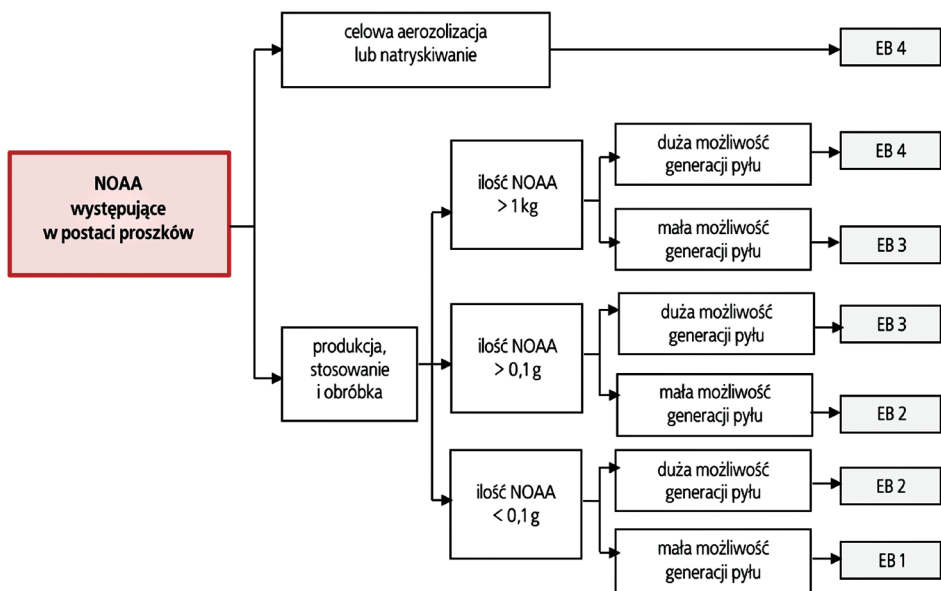 celowa aerozolizacja
lub natryskiwanie
EB 4
NOAA
występujące
w postaci proszków
produkcja,
stosowanie
i obróbka
ilość NOAA
> 1 kg
duża możliwość
generacji pyłu
EB 4
mała możliwość
generacji pyłu
EB 3
ilość NOAA
> 0,1 g
duża możliwość
generacji pyłu
EB 3
mała możliwość
generacji pyłu
EB 2
ilość NOAA
< 0,1 g
duża możliwość
generacji pyłu
EB 2
mała możliwość
generacji pyłu
EB 1